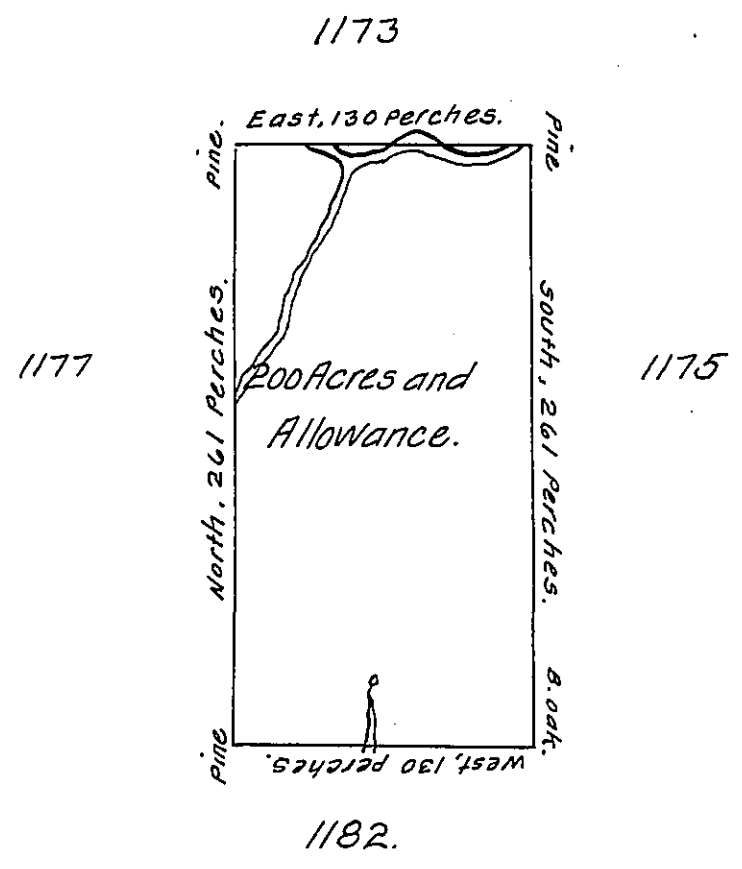 1173
East, 130 Perches.
Pine.
Pine
North, 261 Perches.
South, 261 Perches.
1177
200 Acres and
Allowance.
1175
Pine
B. oak.
West, 130 perches.
1182.